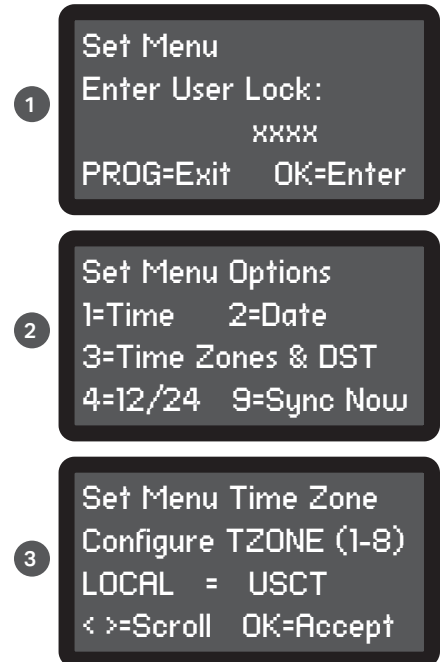 1
Set Menu
Enter User Lock:
xxxx
PROG=Exit OK=Enter
2
Set Menu Options
1=Time 2=Date
3=Time Zones & DST
4=12/24 9=Sync Now
3
Set Menu Time Zone
Configure TZONE (1-8)
LOCAL = USCT
< >=Scroll OK=Accept